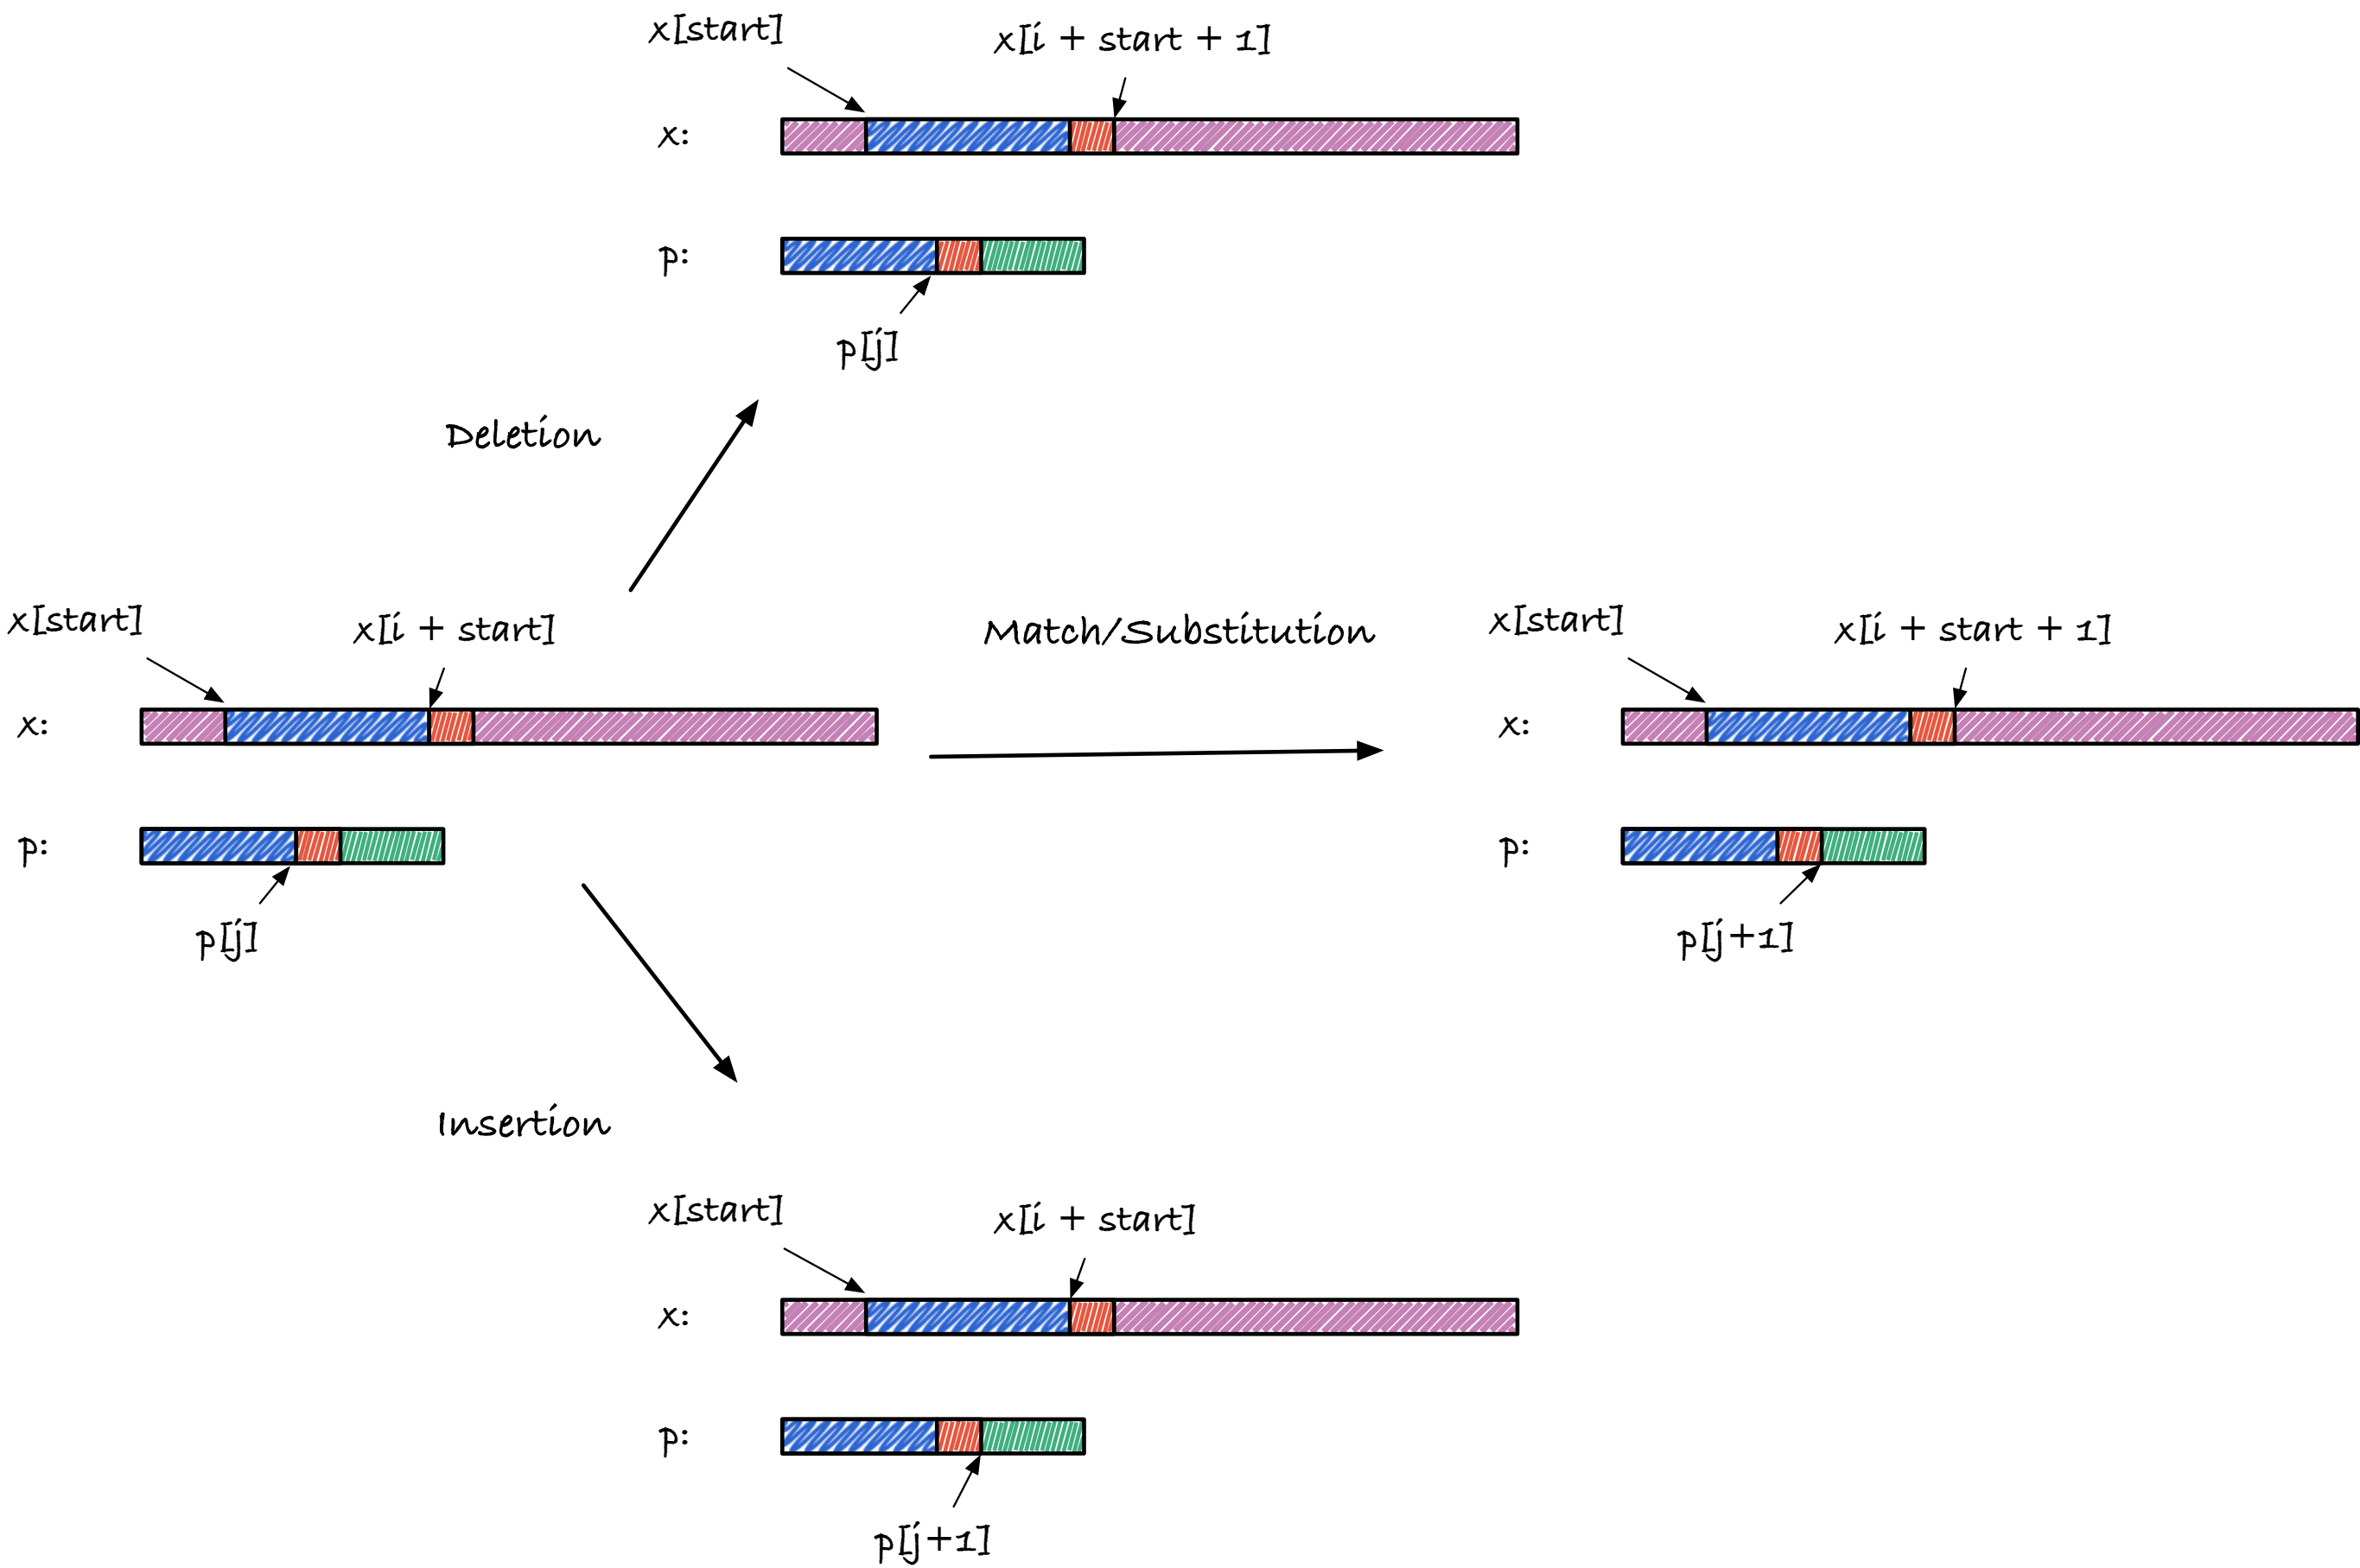 x[start]
x[i + start + 1]
x:
p:
p[j]
Deletion
x[start]
x[i + start]
Match/Substitution
x[start]
x[i + start + 1]
x:
x:
p:
p:
p[j]
p[j+1]
Insertion
x[start]
x[i + start]
x:
p:
p[j+1]